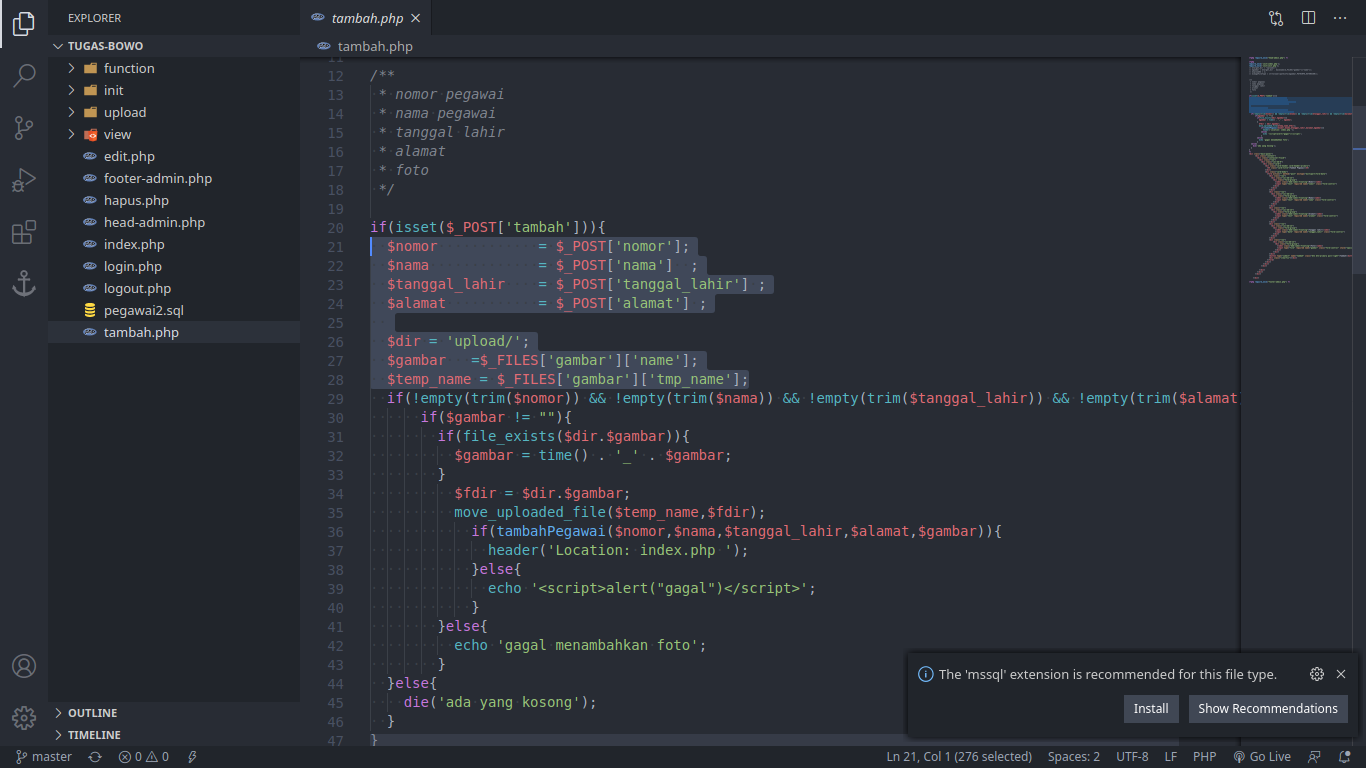 EXPLORER
TUGAS-BOWO
function
init
upload
view
edit.php
footer-admin.php
hapus.php
head-admin.php
index.php
login.php
logout.php
pegawai2.sql
tambah.php
OUTLINE
TIMELINE
tambah.php
tambah.php
11
12 /**
13 * nomor pegawai
14 * nama pegawai
15 * tanggal lahir
16 * alamat
17 * foto
18 */
19
20 if(isset($_POST['tambah'])){
21 $nomor = $_POST['nomor'];
22 $nama = $_POST['nama'] ;
23 $tanggal_lahir = $_POST['tanggal_lahir'] ;
24 $alamat = $_POST['alamat'] ;
25
26 $dir = 'upload/';
27 $gambar =$_FILES['gambar']['name'];
28 $temp_name = $_FILES['gambar']['tmp_name'];
29 if(!empty(trim($nomor)) && !empty(trim($nama)) && !empty(trim($tanggal_lahir)) && !empty(trim($alamat)
30 if($gambar != ""){
31 if(file_exists($dir.$gambar)){
32 $gambar = time() . '_' . $gambar;
33 }
34 $fdir = $dir.$gambar;
35 move_uploaded_file($temp_name,$fdir);
36 if(tambahPegawai($nomor,$nama,$tanggal_lahir,$alamat,$gambar)){
37 header('Location: index.php ');
38 }else{
39 echo '<script>alert("gagal")</script>';
40 }
41 }else{
42 echo 'gagal menambahkan foto';
43 }
44 }else{
45 die('ada yang kosong');
46 }
47 }
The 'mssql' extension is recommended for this file type.
Install Show Recommendations
master 0 0 Ln 21, Col 1 (276 selected) Spaces: 2 UTF-8 LF PHP Go Live